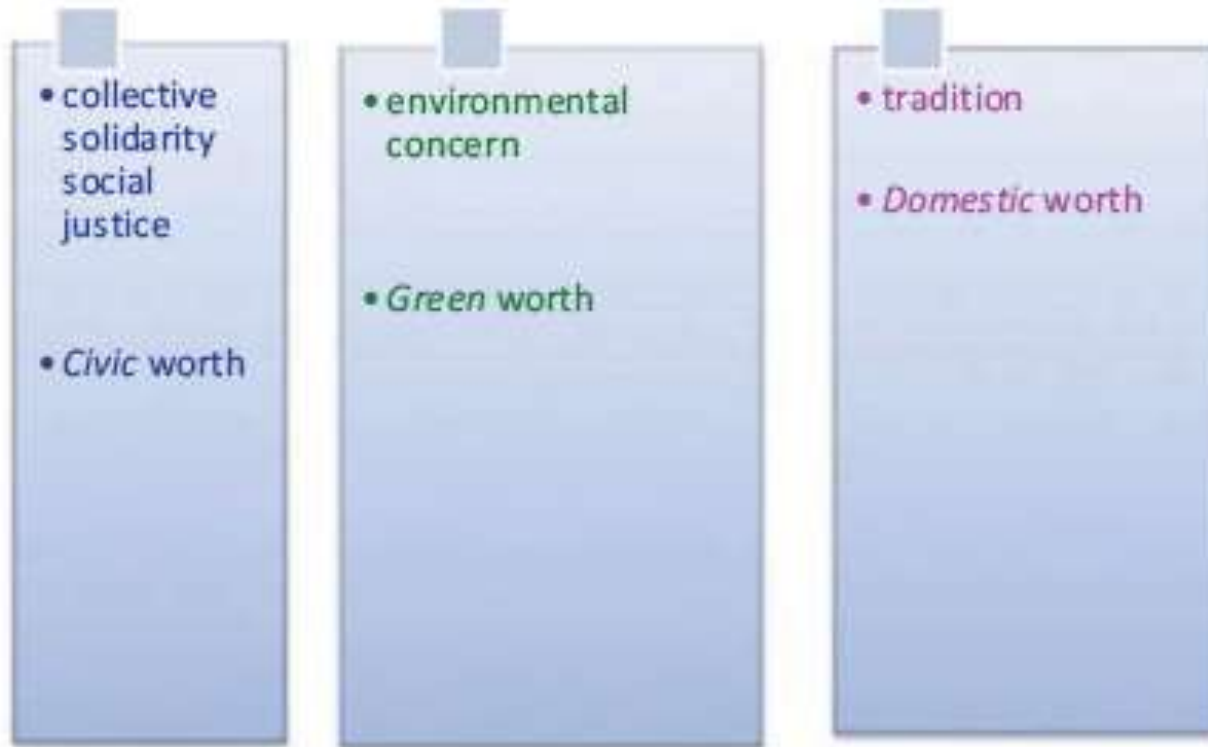 • collective
solidarity
social
justice
• Civic worth
• environmental
concern
• Green worth
• tradition
• Domestic worth